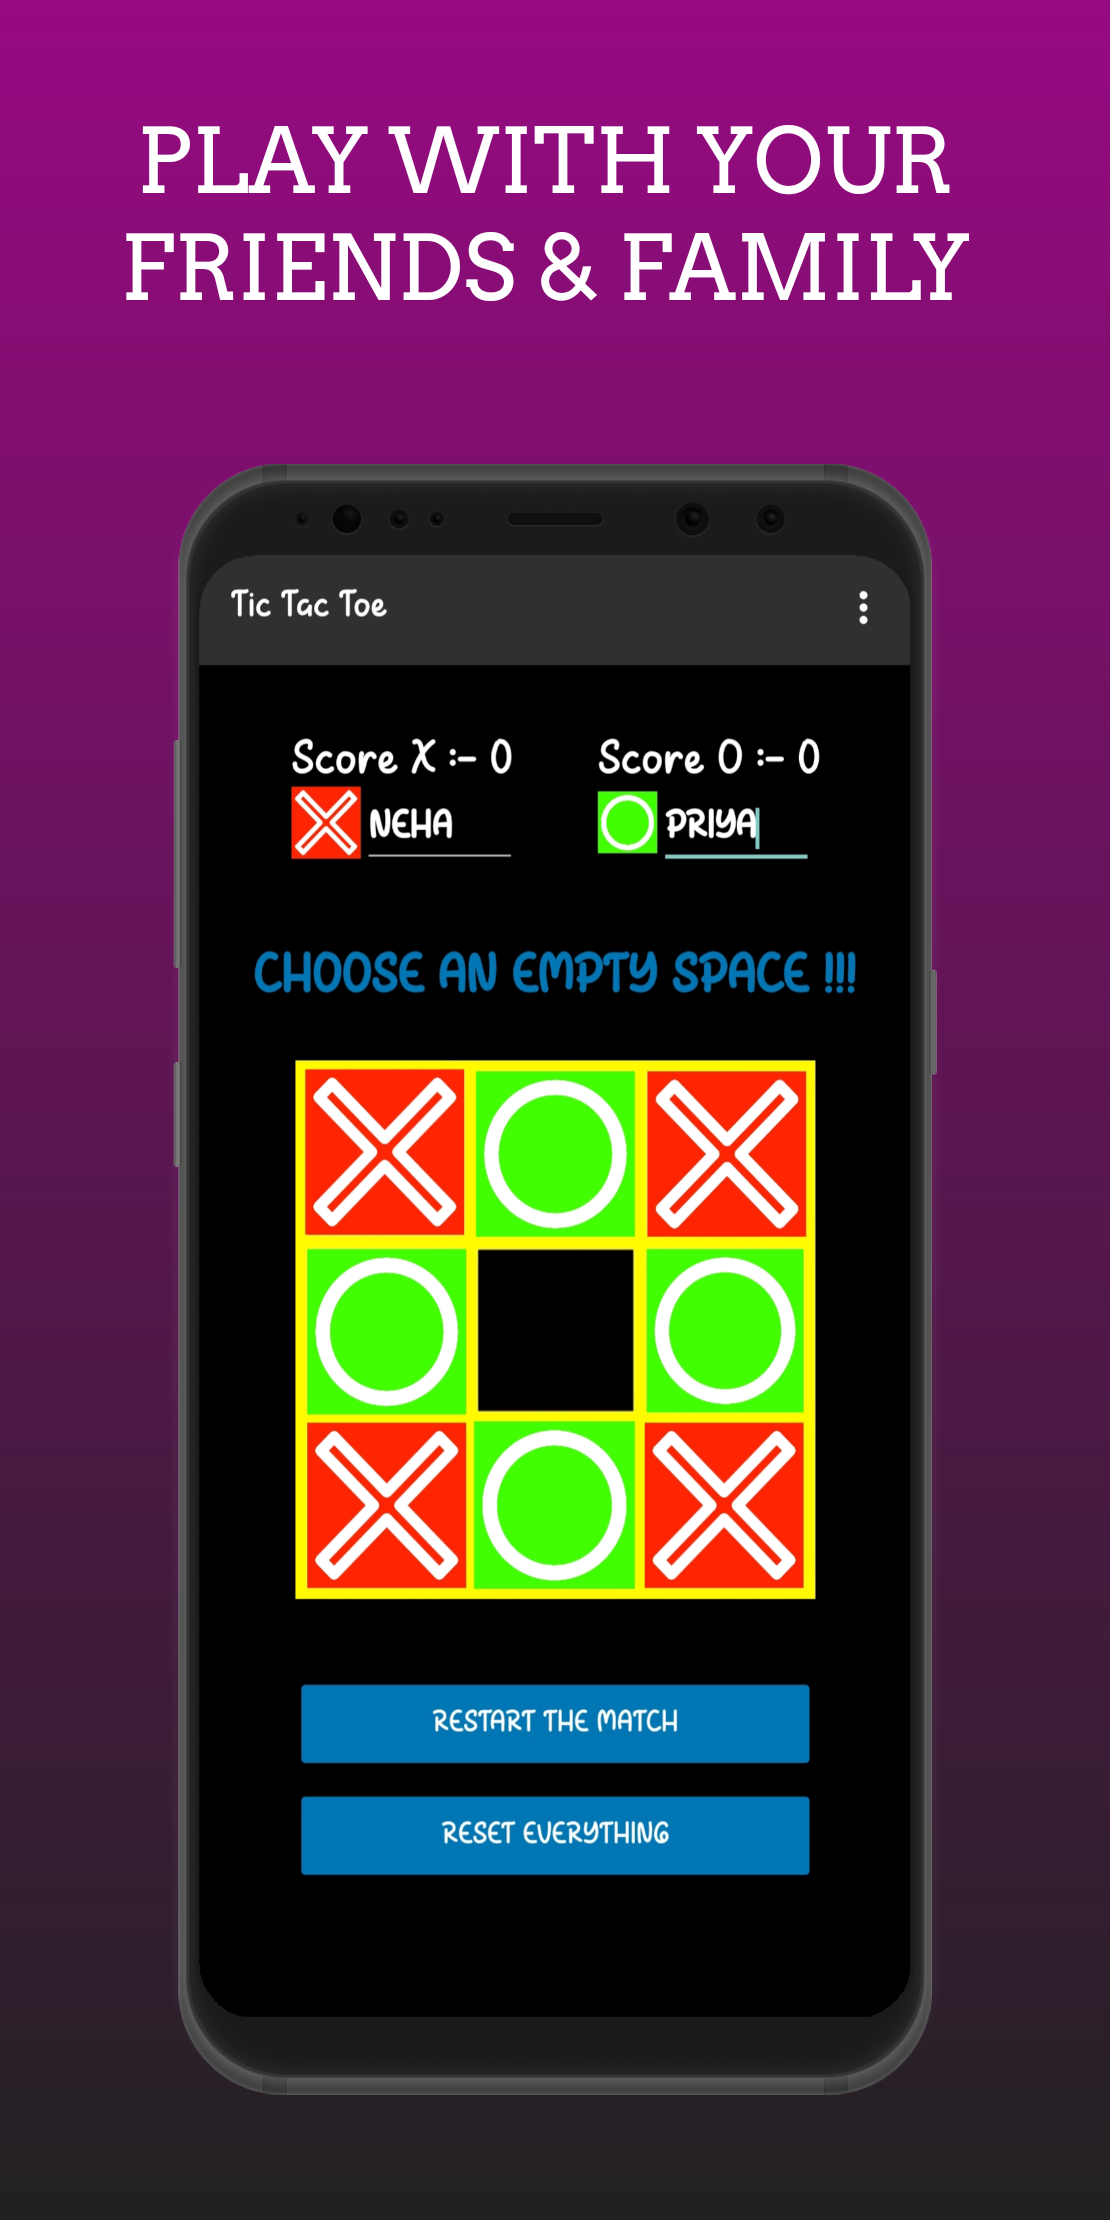 PLAY WITH YOUR
FRIENDS & FAMILY
Tic Tac Toe
Score X :- 0
Score O :- 0
NEHA
PRIYA
CHOOSE AN EMPTY SPACE !!!
RESTART THE MATCH
RESET EVERYTHING